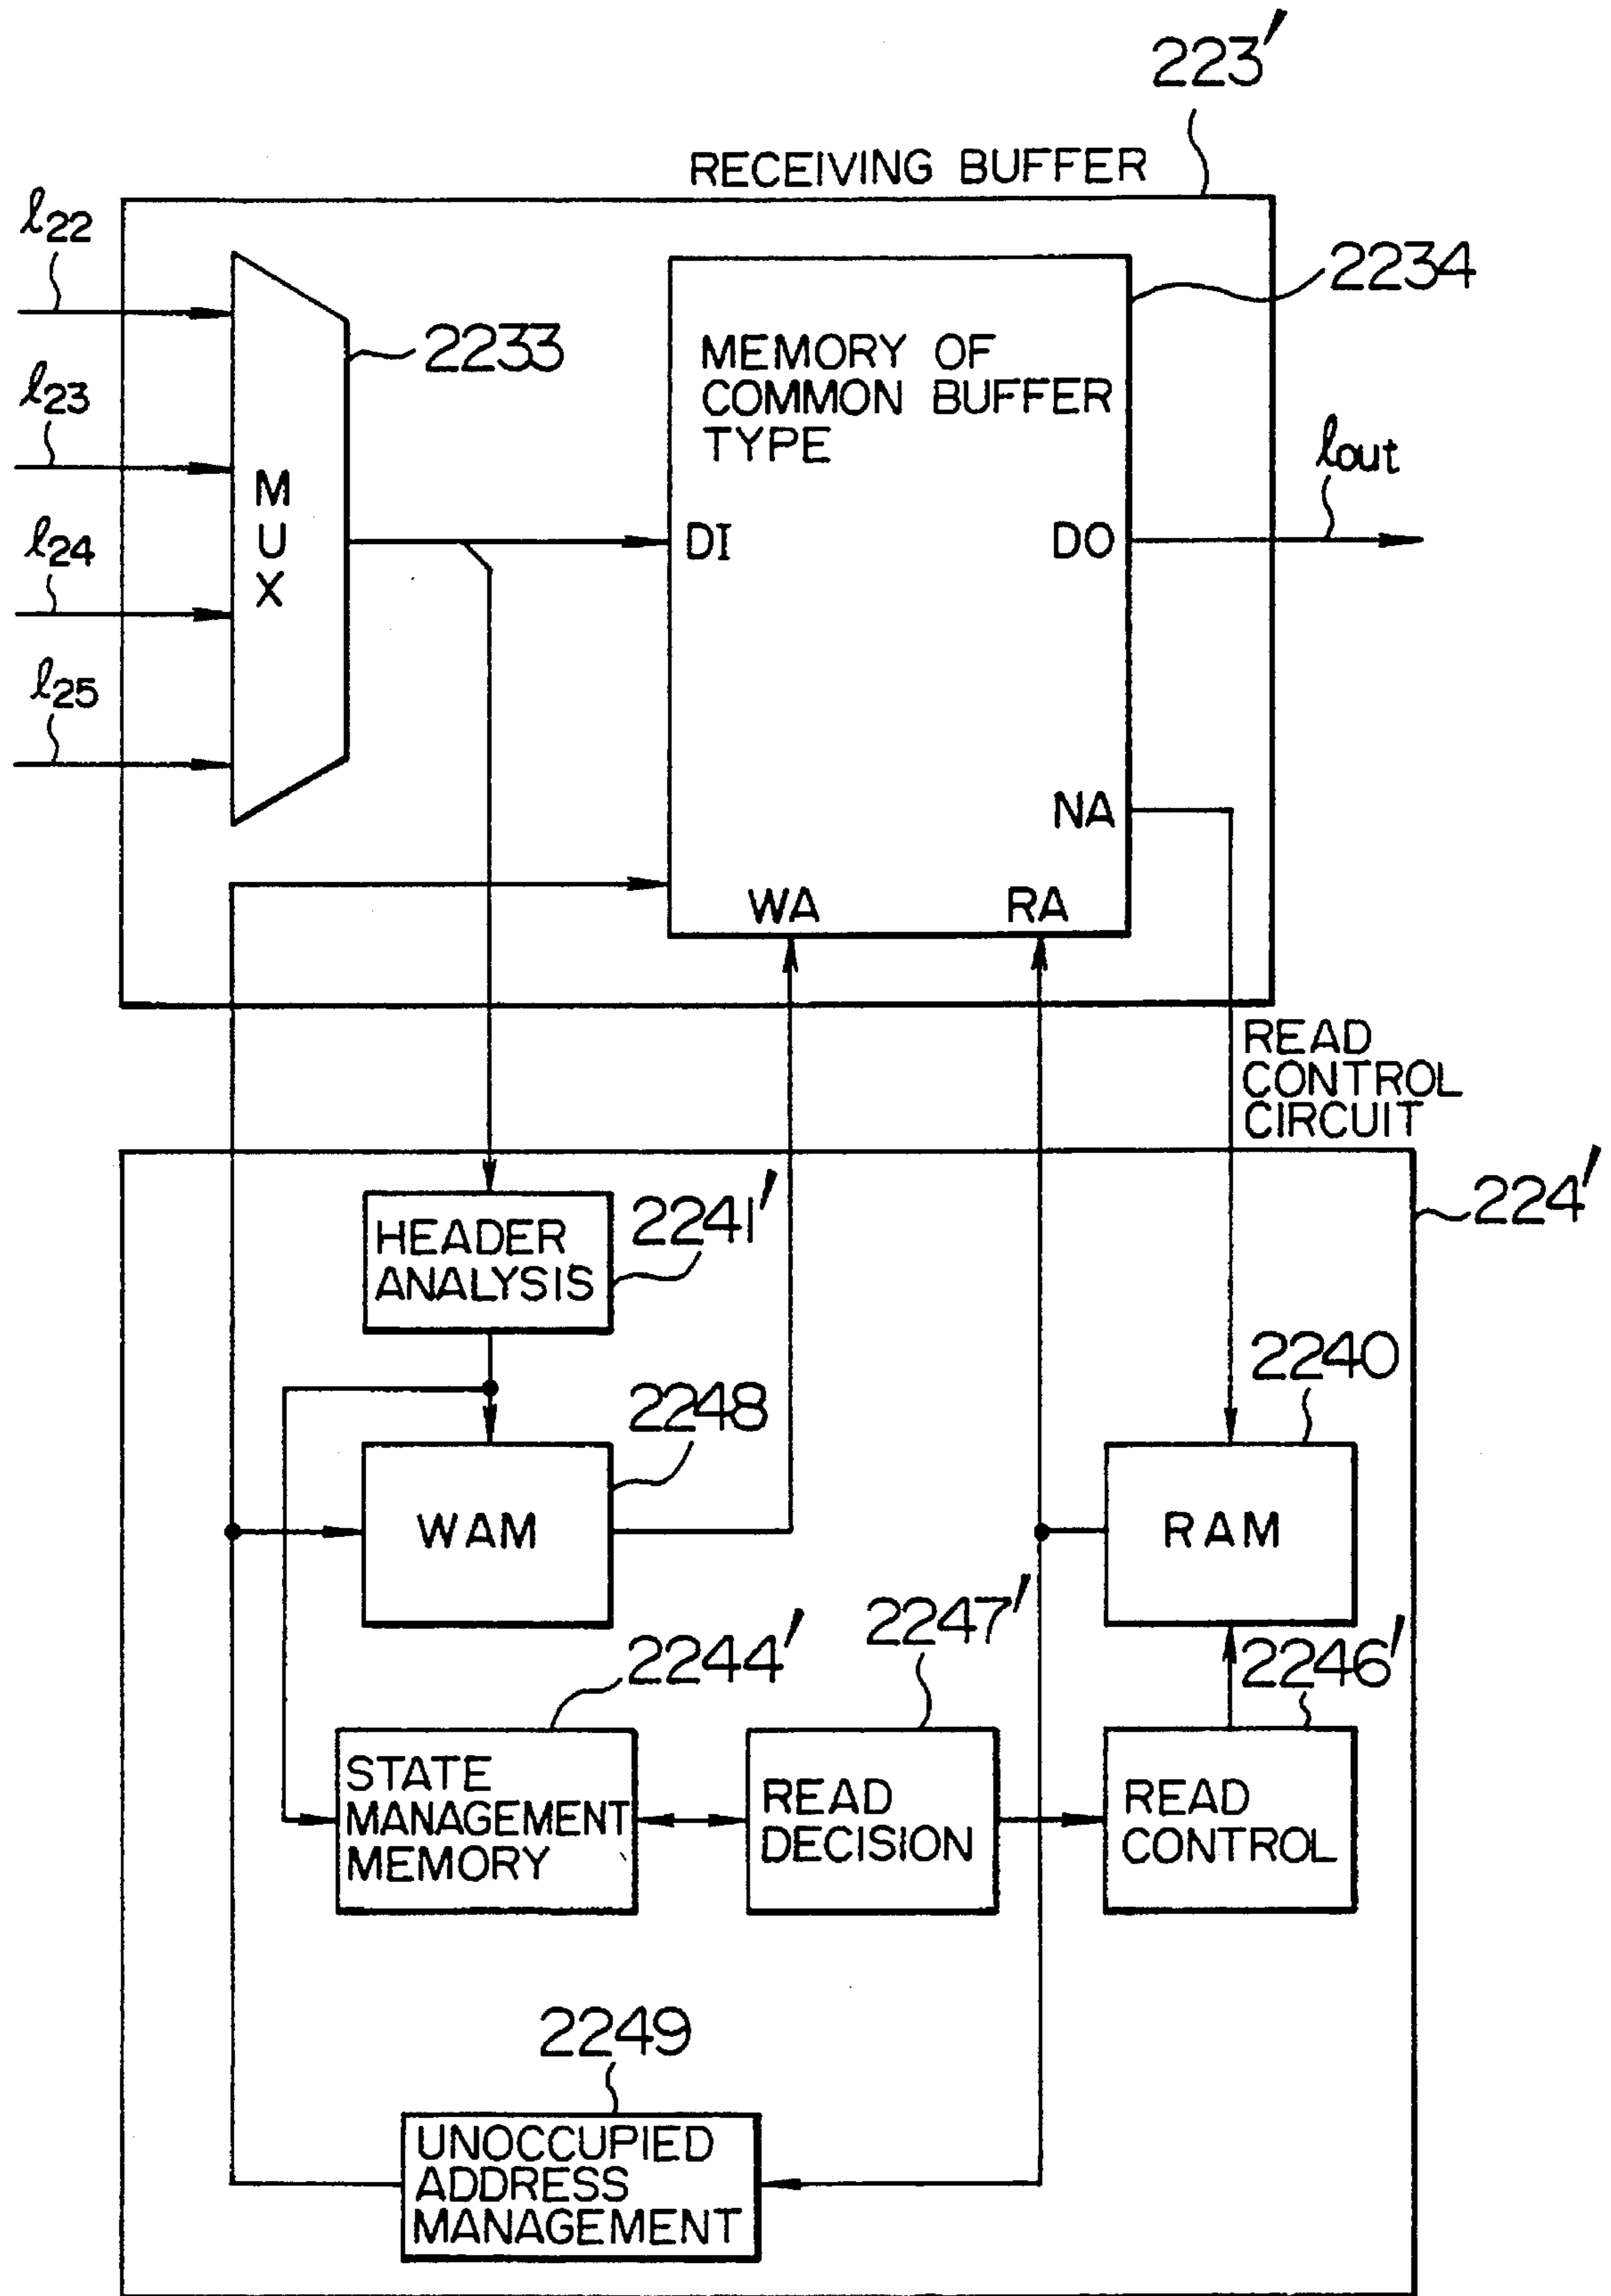 223'
RECEIVING BUFFER
l22
2234
2233
MEMORY OF
COMMON BUFFER
TYPE
l23
lout
M
U
X
DI
DO
l24
l25
NA
WA
RA
READ
CONTROL
CIRCUIT
224'
2241'
HEADER
ANALYSIS
2240
2248
WAM
RAM
2247'
2244'
2246'
STATE
MANAGEMENT
MEMORY
READ
DECISION
READ
CONTROL
2249
UNOCCUPIED
ADDRESS
MANAGEMENT